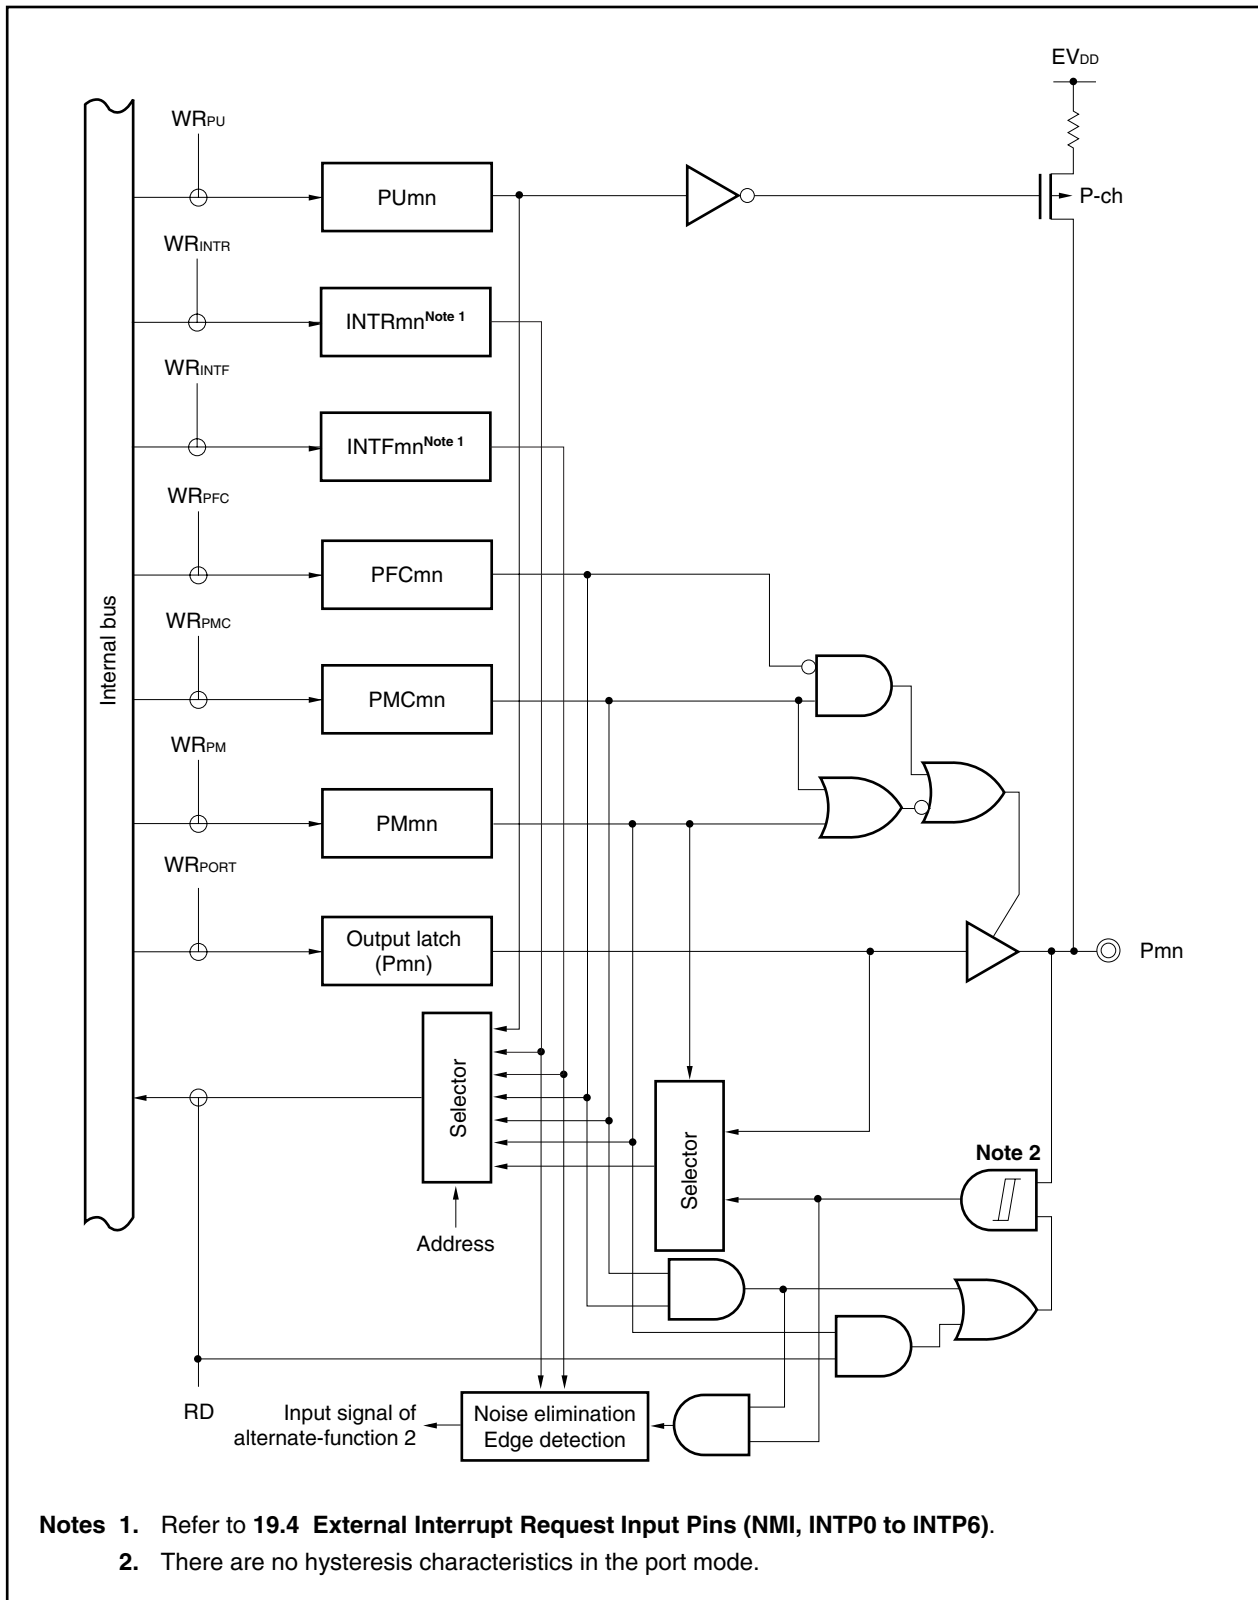 EVDD
WRPU
PUmn
P-ch
WRINTR
INTRmnNote 1
WRINTF
INTFmnNote 1
WRPFC
PFCmn
Internal bus
WRPMC
PMCmn
WRPM
PMmn
WRPORT
Output latch
(Pmn)
Pmn
Selector
Selector
Note 2
Address
RD
Input signal of
alternate-function 2
Noise elimination
Edge detection
Notes 1. Refer to 19.4 External Interrupt Request Input Pins (NMI, INTP0 to INTP6).
2. There are no hysteresis characteristics in the port mode.